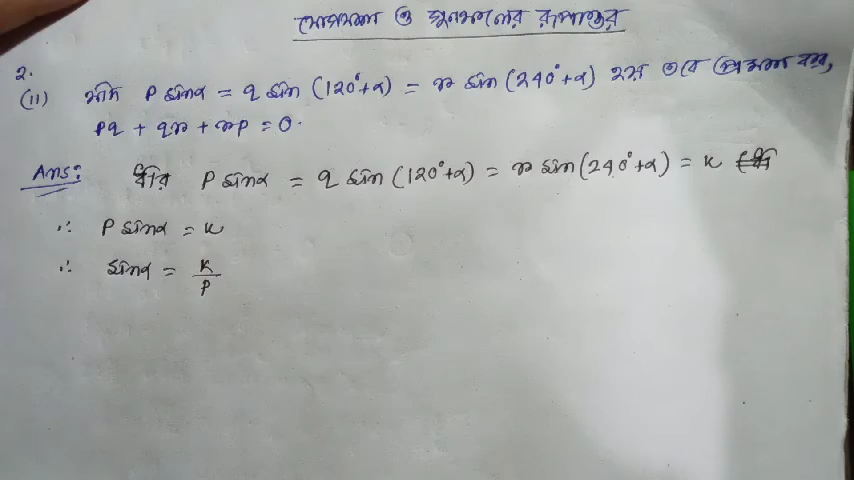 যোগফল ও গুণফলের রূপান্তর
2.
(11) যদি P sinα = q sin (120°+α) = r sin (240°+α) হয় তবে প্রমাণ কর,
pq + qr + rp = 0.
Ans: ধরি P sinα = q sin (120°+α) = r sin (240°+α) = K
∴ P sinα = K
∴ sinα = K/P